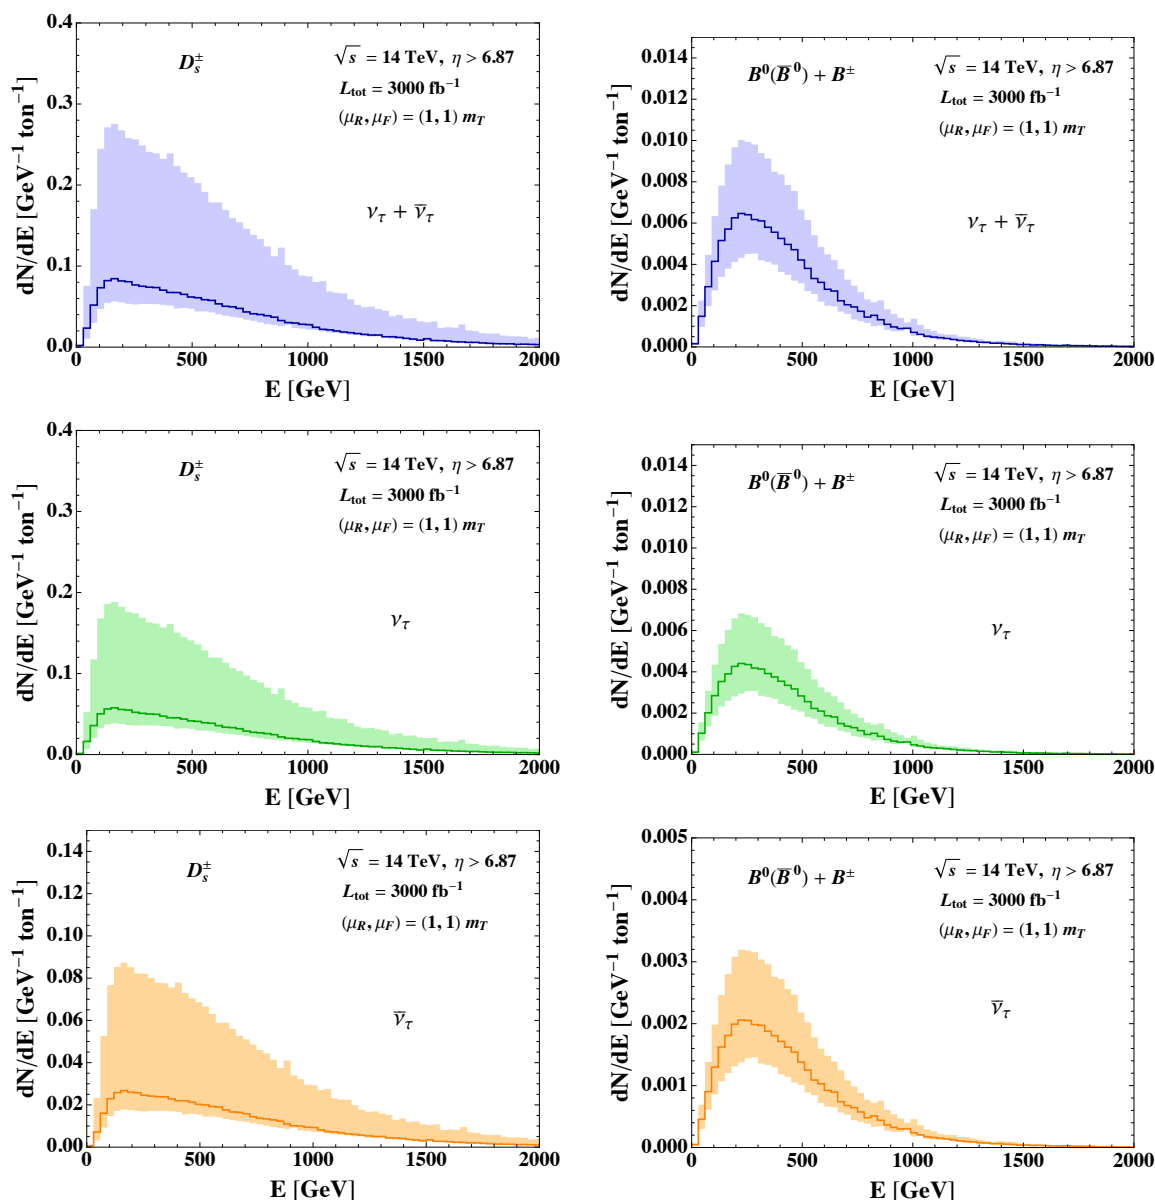 D_s^±
√s = 14 TeV, η > 6.87
L_tot = 3000 fb⁻¹
(μ_R, μ_F) = (1, 1) m_T
ν_τ + ν̅_τ
dN/dE [GeV⁻¹ ton⁻¹]
0.4
0.3
0.2
0.1
0.0
0 500 1000 1500 2000
E [GeV]
B⁰(B̅⁰) + B^±
√s = 14 TeV, η > 6.87
L_tot = 3000 fb⁻¹
(μ_R, μ_F) = (1, 1) m_T
ν_τ + ν̅_τ
dN/dE [GeV⁻¹ ton⁻¹]
0.014
0.012
0.010
0.008
0.006
0.004
0.002
0.000
0 500 1000 1500 2000
E [GeV]
D_s^±
√s = 14 TeV, η > 6.87
L_tot = 3000 fb⁻¹
(μ_R, μ_F) = (1, 1) m_T
ν_τ
dN/dE [GeV⁻¹ ton⁻¹]
0.4
0.3
0.2
0.1
0.0
0 500 1000 1500 2000
E [GeV]
B⁰(B̅⁰) + B^±
√s = 14 TeV, η > 6.87
L_tot = 3000 fb⁻¹
(μ_R, μ_F) = (1, 1) m_T
ν_τ
dN/dE [GeV⁻¹ ton⁻¹]
0.014
0.012
0.010
0.008
0.006
0.004
0.002
0.000
0 500 1000 1500 2000
E [GeV]
D_s^±
√s = 14 TeV, η > 6.87
L_tot = 3000 fb⁻¹
(μ_R, μ_F) = (1, 1) m_T
ν̅_τ
dN/dE [GeV⁻¹ ton⁻¹]
0.14
0.12
0.10
0.08
0.06
0.04
0.02
0.00
0 500 1000 1500 2000
E [GeV]
B⁰(B̅⁰) + B^±
√s = 14 TeV, η > 6.87
L_tot = 3000 fb⁻¹
(μ_R, μ_F) = (1, 1) m_T
ν̅_τ
dN/dE [GeV⁻¹ ton⁻¹]
0.005
0.004
0.003
0.002
0.001
0.000
0 500 1000 1500 2000
E [GeV]